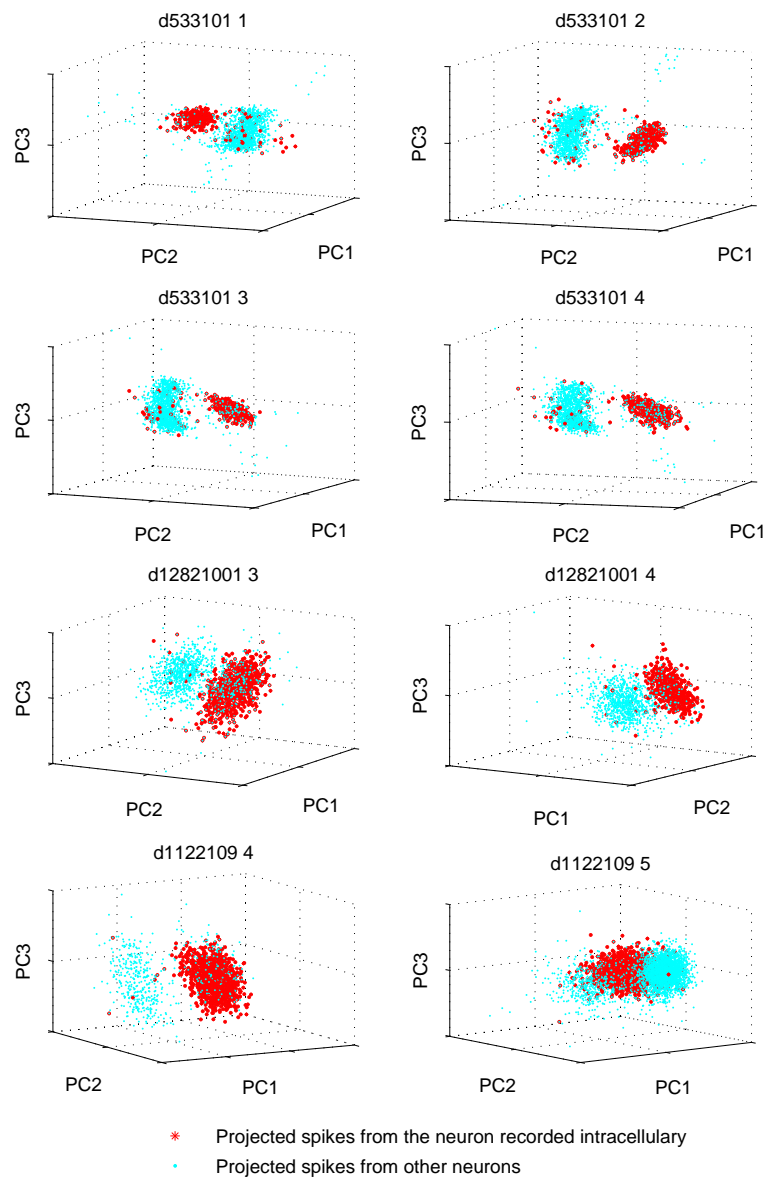 d533101 1
PC3
PC2
PC1
d533101 2
PC3
PC2
PC1
d533101 3
PC3
PC2
PC1
d533101 4
PC3
PC2
PC1
d12821001 3
PC3
PC2
PC1
d12821001 4
PC3
PC1
PC2
d1122109 4
PC3
PC2
PC1
d1122109 5
PC3
PC2
PC1
Projected spikes from the neuron recorded intracellulary
Projected spikes from other neurons